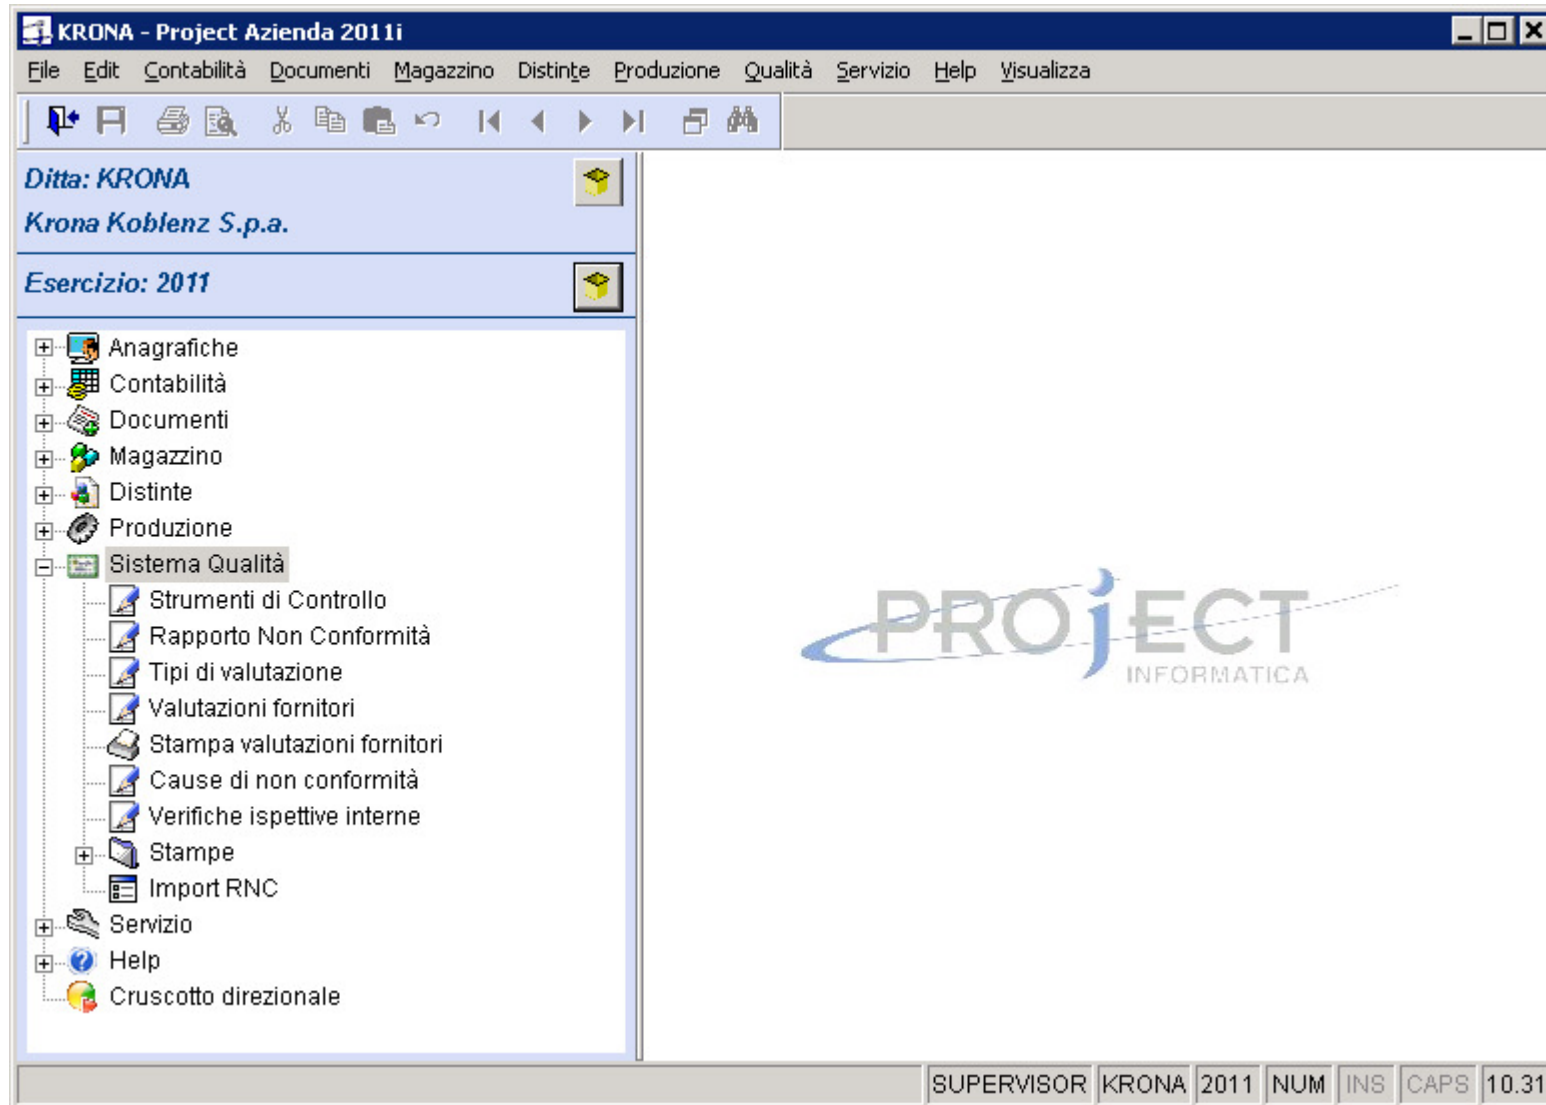 KRONA - Project Azienda 2011i
File Edit Contabilità Documenti Magazzino Distinte Produzione Qualità Servizio Help Visualizza
Ditta: KRONA
Krona Koblenz S.p.a.
Esercizio: 2011
Anagrafiche
Contabilità
Documenti
Magazzino
Distinte
Produzione
Sistema Qualità
Strumenti di Controllo
Rapporto Non Conformità
Tipi di valutazione
Valutazioni fornitori
Stampa valutazioni fornitori
Cause di non conformità
Verifiche ispettive interne
Stampe
Import RNC
Servizio
Help
Cruscotto direzionale
PROjECT
INFORMATICA
SUPERVISOR KRONA 2011 NUM INS CAPS 10.31